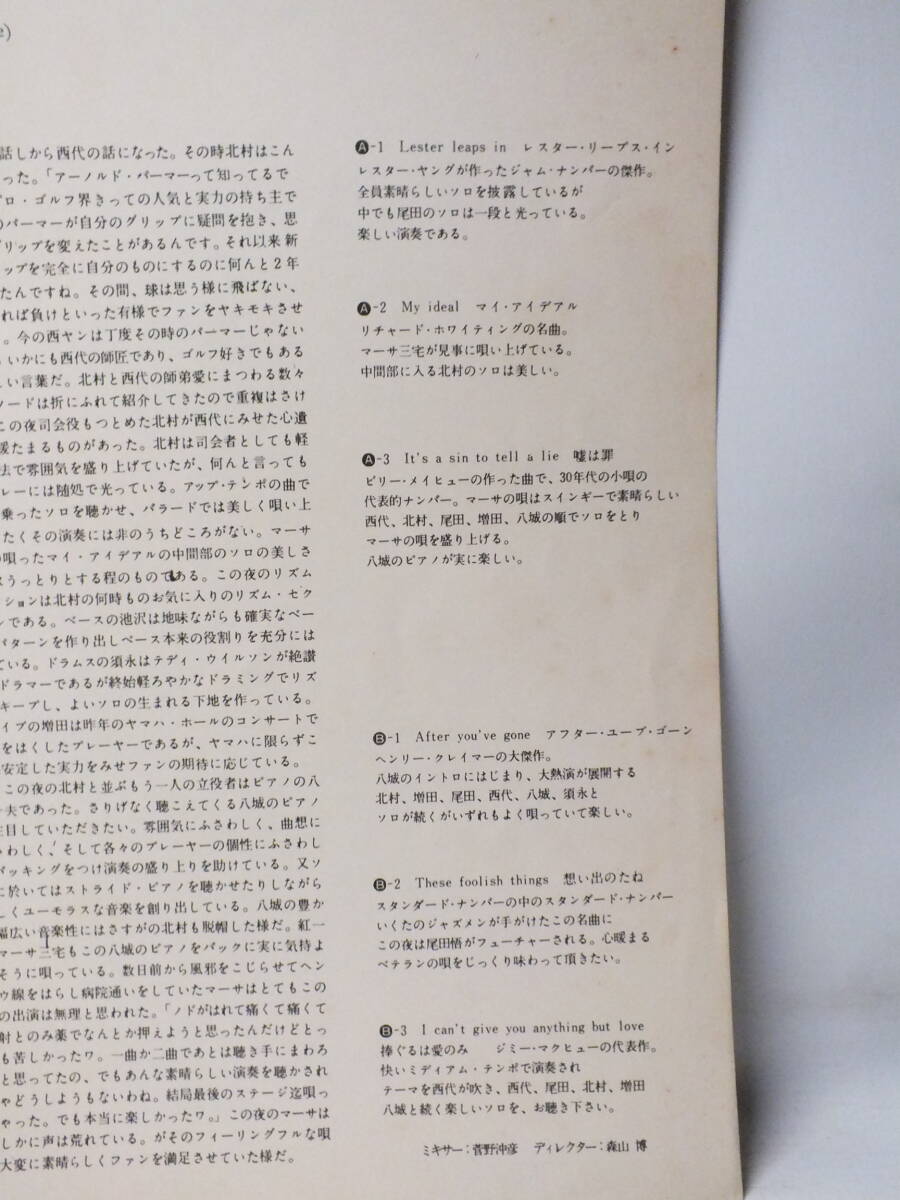 2)
話しから西代の話になった。その時北村はこん
った。「アーノルド・パーマーって知ってるで
プロ・ゴルフ界きっての人気と実力の持ち主で
のパーマーが自分のグリップに疑問を抱き、思
グリップを変えたことがあるんです。それ以来新
ップを完全に自分のものにするのに何んと2年
たんですね。その間、球は思う様に飛ばない、
れば負けといった有様でファンをヤキモキさせ
。今の西ヤンは丁度その時のパーマーじゃない
いかにも西代の師匠であり、ゴルフ好きでもある
しい言葉だ。北村と西代の師弟愛にまつわる数々
ソードは折にふれて紹介してきたので重複はさけ
この夜司会役もつとめた北村が西代にみせた心遣
暖たまるものがあった。北村は司会者としても軽
法で雰囲気を盛り上げていたが、何んと言っても
レーには随処で光っている。アップ・テンポの曲で
乗ったソロを聴かせ、バラードでは美しく唄い上
たくその演奏には非のうちどころがない。マーサ
の唄ったマイ・アイデアルの中間部のソロの美しさ
はうっとりとする程のものである。この夜のリズム
ションは北村の何時ものお気に入りのリズム・セク
ンである。ベースの池沢は地味ながらも確実なベー
パターンを作り出しベース本来の役割りを充分には
ている。ドラムスの須永はテディ・ウイルソンが絶讃
ドラマーであるが終始軽ろやかなドラミングでリズ
キープし、よいソロの生まれる下地を作っている。
イブの増田は昨年のヤマハ・ホールのコンサートで
をはくしたプレーヤーであるが、ヤマハに限らずこ
安定した実力をみせファンの期待に応じている。
この夜の北村と並ぶもう一人の立役者はピアノの八
夫であった。さりげなく聴こえてくる八城のピアノ
注目していただきたい。雰囲気にふさわしく、曲想に
わしく、そして各々のプレーヤーの個性にふさわし
バッキングをつけ演奏の盛り上りを助けている。又ソ
に於いてはストライド・ピアノを聴かせたりしながら
しくユーモラスな音楽を創り出している。八城の豊か
幅広い音楽性にはさすがの北村も脱帽した様だ。紅一
マーサ三宅もこの八城のピアノをバックに実に気持よ
そうに唄っている。数日前から風邪をこじらせてヘン
ウ線をはらし病院通いをしていたマーサはとてもこの
の出演は無理と思われた。「ノドがはれて痛くて痛くて
射とのみ薬でなんとか押えようと思ったんだけどとっ
も苦しかったワ。一曲か二曲であとは聴き手にまわろ
と思ってたの、でもあんな素晴らしい演奏を聴かされ
ゃどうしようもないわね。結局最後のステージ迄唄っ
ゃった。でも本当に楽しかったワ。」この夜のマーサは
しかに声は荒れている。がそのフィーリングフルな唄
大変に素晴らしくファンを満足させていた様だ。
A-1 Lester leaps in レスター・リープス・イン
レスター・ヤングが作ったジャム・ナンバーの傑作。
全員素晴らしいソロを披露しているが
中でも尾田のソロは一段と光っている。
楽しい演奏である。
A-2 My ideal マイ・アイデアル
リチャード・ホワイティングの名曲。
マーサ三宅が見事に唄い上げている。
中間部に入る北村のソロは美しい。
A-3 It's a sin to tell a lie 嘘は罪
ビリー・メイヒューの作った曲で、30年代の小唄の
代表的ナンバー。マーサの唄はスインギーで素晴らしい
西代、北村、尾田、増田、八城の順でソロをとり
マーサの唄を盛り上げる。
八城のピアノが実に楽しい。
B-1 After you've gone アフター・ユーブ・ゴーン
ヘンリー・クレイマーの大傑作。
八城のイントロにはじまり、大熱演が展開する
北村、増田、尾田、西代、八城、須永と
ソロが続くがいずれもよく唄っていて楽しい。
B-2 These foolish things 想い出のたね
スタンダード・ナンバーの中のスタンダード・ナンバー
いくたのジャズメンが手がけたこの名曲に
この夜は尾田悟がフューチャーされる。心暖まる
ベテランの唄をじっくり味わって頂きたい。
B-3 I can't give you anything but love
捧ぐるは愛のみ ジミー・マクヒューの代表作。
快いミディアム・テンポで演奏され
テーマを西代が吹き、西代、尾田、北村、増田
八城と続く楽しいソロを、お聴き下さい。
ミキサー：菅野沖彦 ディレクター：森山 博